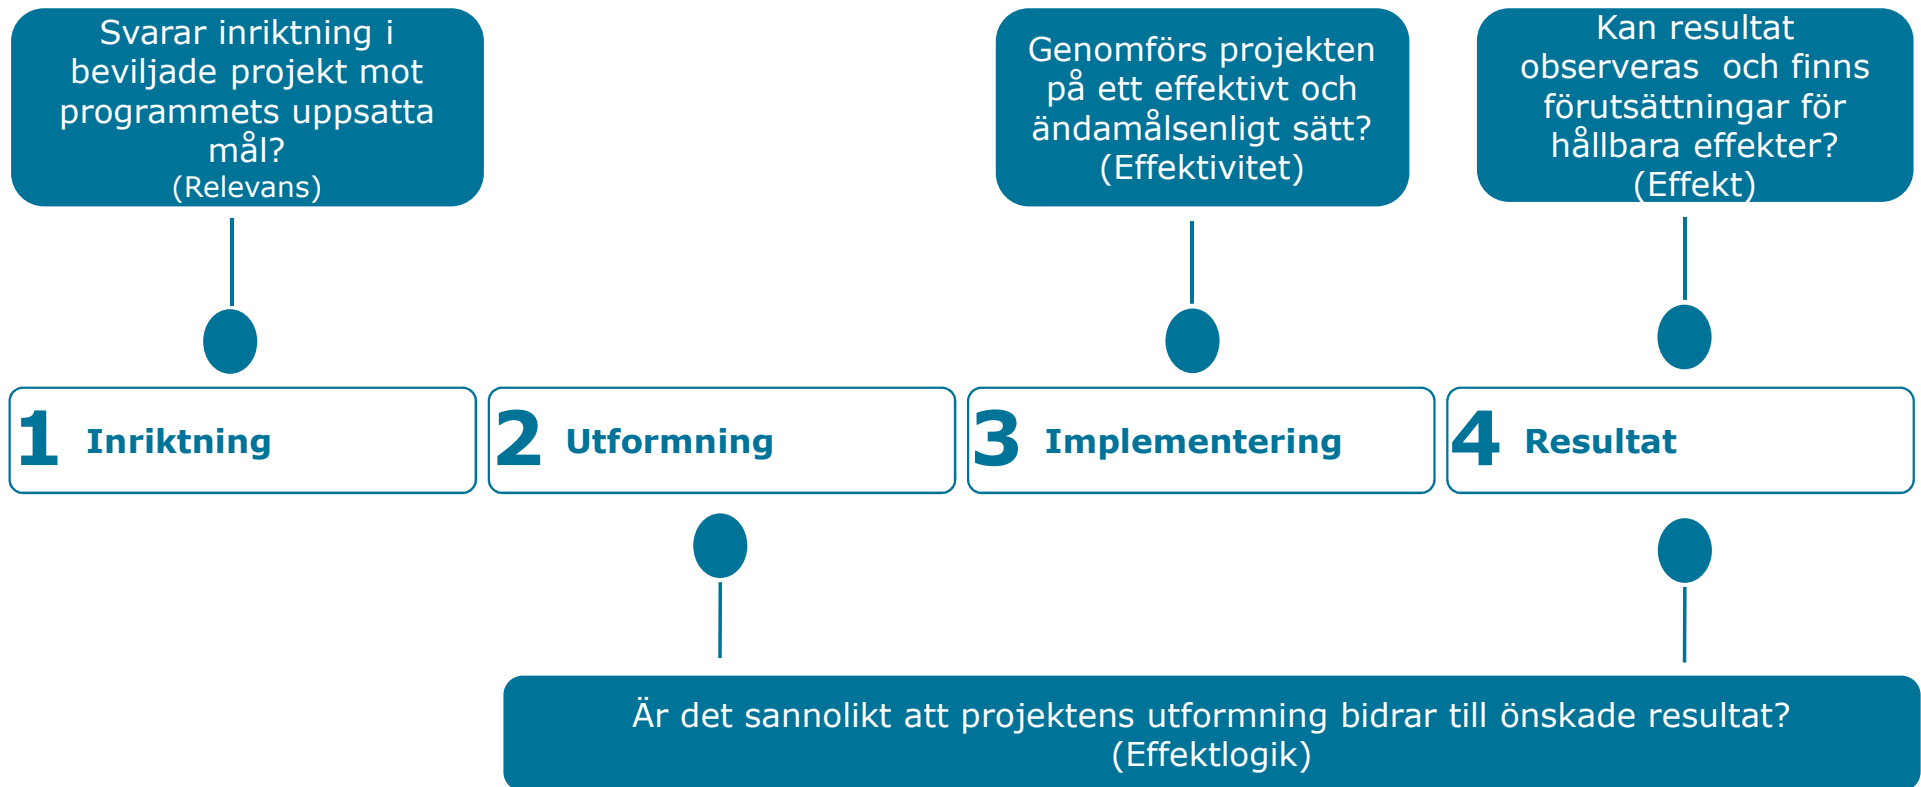 Svarar inriktning i
beviljade projekt mot
programmets uppsatta
mål?
(Relevans)
Genomförs projekten
på ett effektivt och
ändamålsenligt sätt?
(Effektivitet)
Kan resultat
observeras  och finns
förutsättningar för
hållbara effekter?
(Effekt)
1 Inriktning
2 Utformning
3 Implementering
4 Resultat
Är det sannolikt att projektens utformning bidrar till önskade resultat?
(Effektlogik)